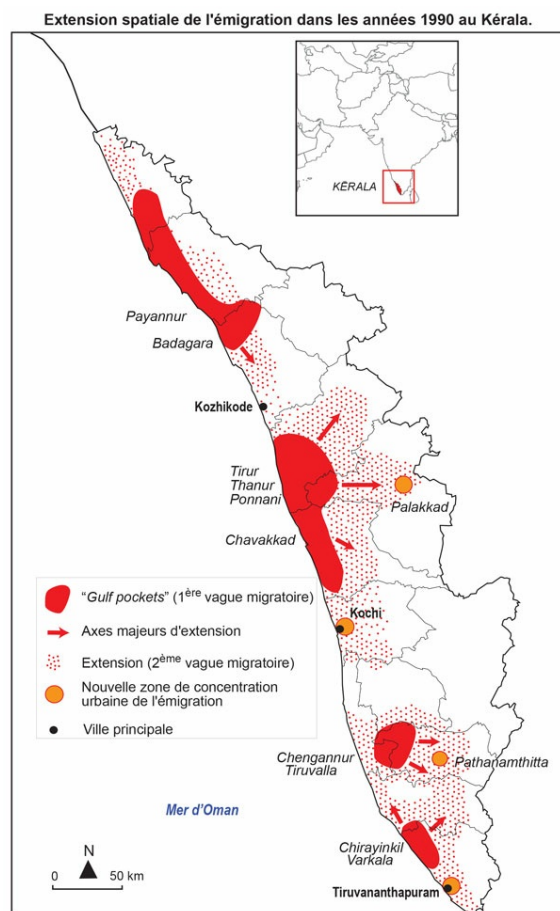 Extension spatiale de l'émigration dans les années 1990 au Kérala.
KÉRALA
Payannur
Badagara
Kozhikode
Tirur
Thanur
Ponnani
Palakkad
Chavakkad
"Gulf pockets" (1ère vague migratoire)
Axes majeurs d'extension
Extension (2ème vague migratoire)
Nouvelle zone de concentration
urbaine de l'émigration
Ville principale
Kochi
Chengannur
Tiruvalla
Pathanamthitta
Mer d'Oman
Chirayinkil
Varkala
N
0 50 km
Tiruvananthapuram